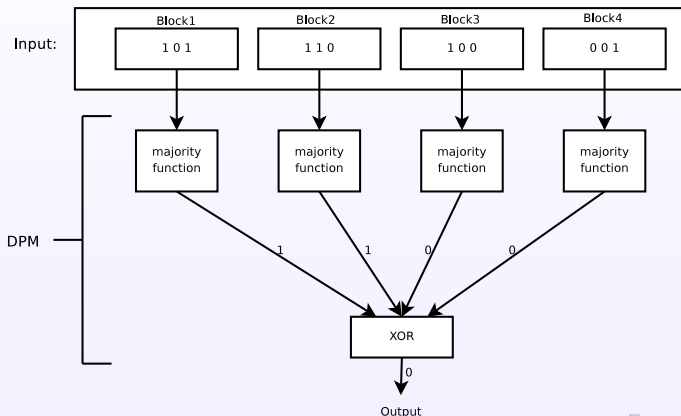 Block1 Block2 Block3 Block4
Input: 1 0 1 1 1 0 1 0 0 0 0 1
majority majority majority majority
function function function function
DPM
1 1 0 0
XOR
0
Output